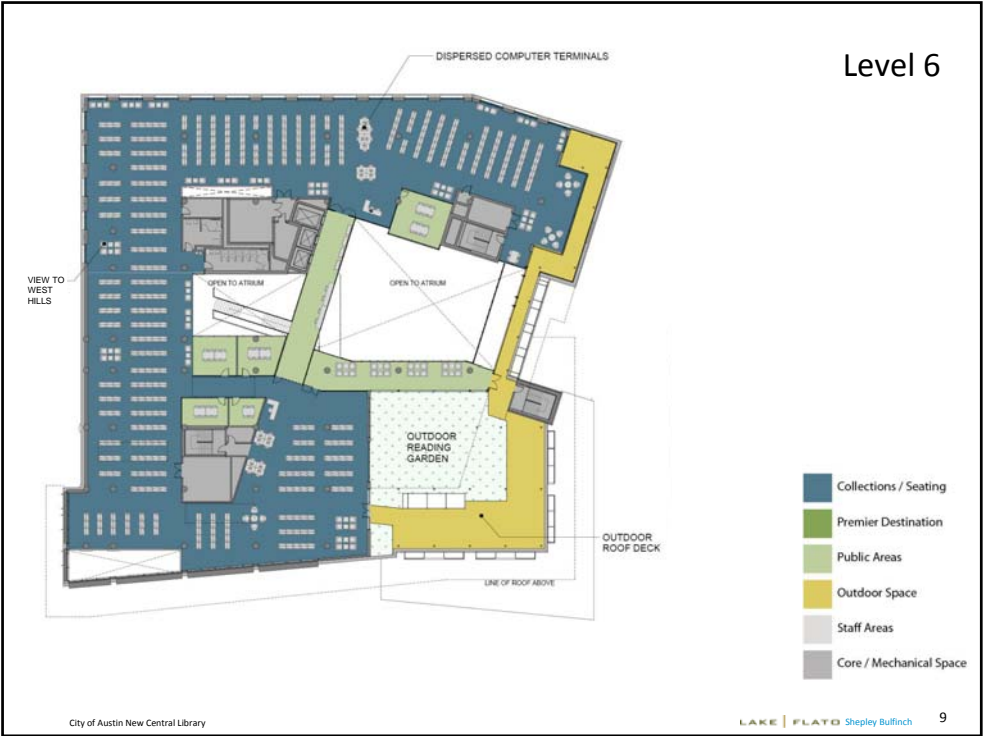 Level 6
DISPERSED COMPUTER TERMINALS
VIEW TO
WEST
HILLS
OPEN TO ATRIUM
OPEN TO ATRIUM
OUTDOOR
READING
GARDEN
OUTDOOR
ROOF DECK
LINE OF ROOF ABOVE
Collections / Seating
Premier Destination
Public Areas
Outdoor Space
Staff Areas
Core / Mechanical Space
City of Austin New Central Library
LAKE | FLATO Shepley Bulfinch
9